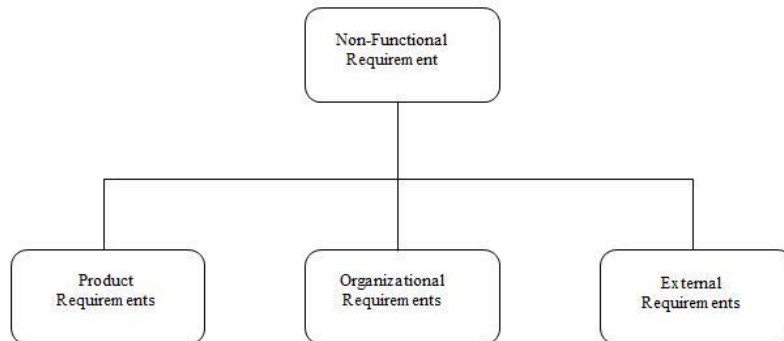 Non-Functional
Requirement
Product
Requirements
Organizational
Requirements
External
Requirements